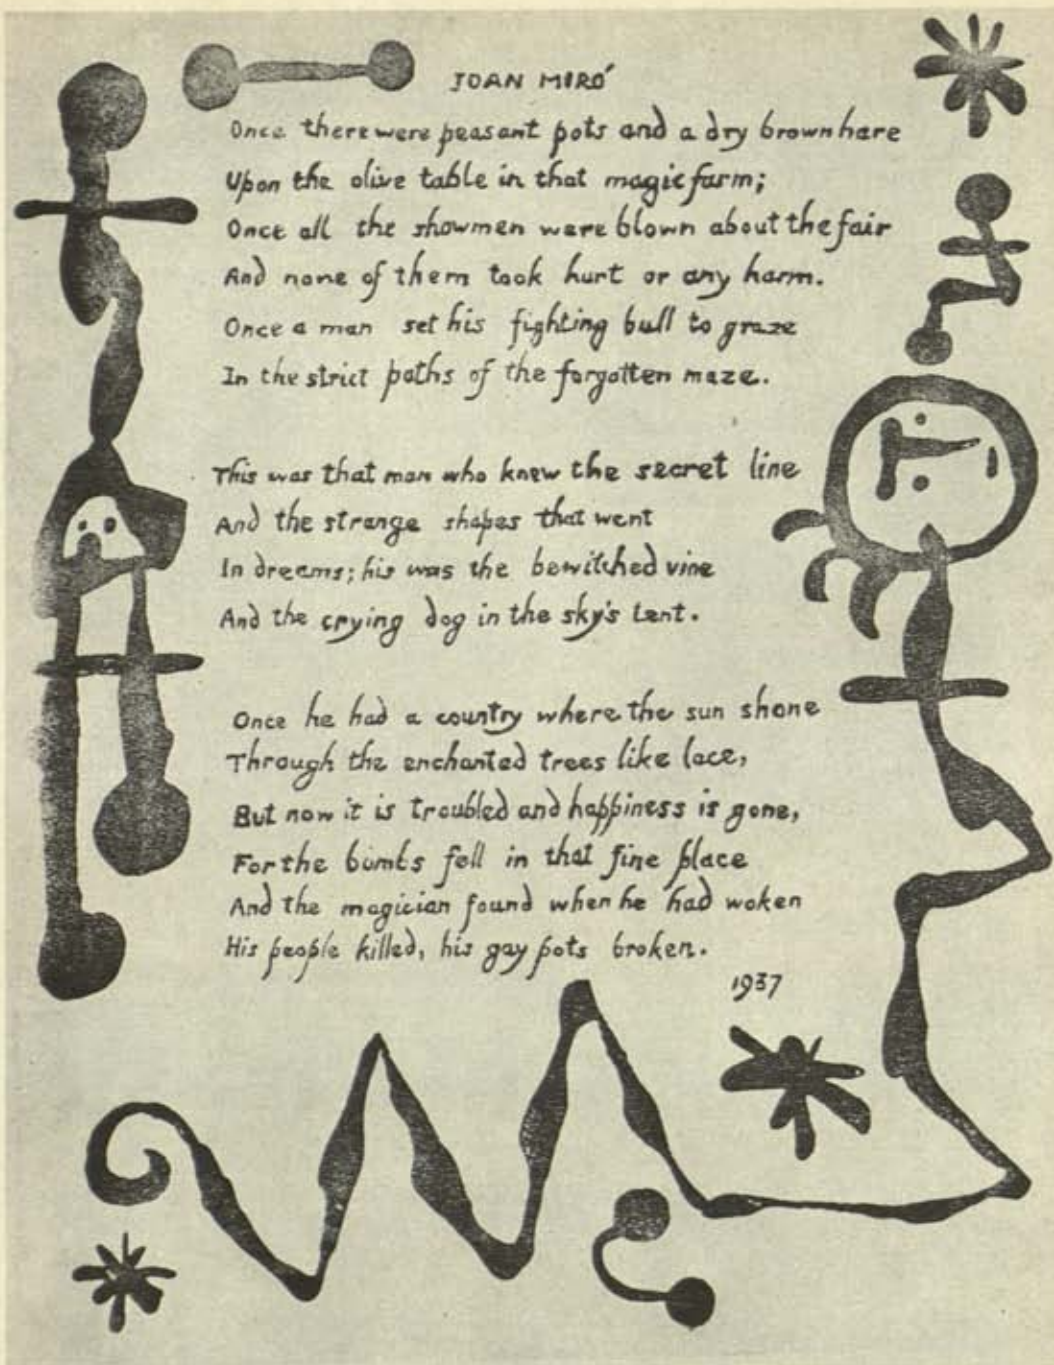 JOAN MIRÓ
Once there were peasant pots and a dry brown hare
Upon the olive table in that magic farm;
Once all the showmen were blown about the fair
And none of them took hurt or any harm.
Once a man set his fighting bull to graze
In the strict paths of the forgotten maze.
This was that man who knew the secret line
And the strange shapes that went
In dreams; his was the bewitched vine
And the crying dog in the sky's tent.
Once he had a country where the sun shone
Through the enchanted trees like lace,
But now it is troubled and happiness is gone,
For the bombs fell in that fine place
And the magician found when he had woken
His people killed, his gay pots broken.
1937